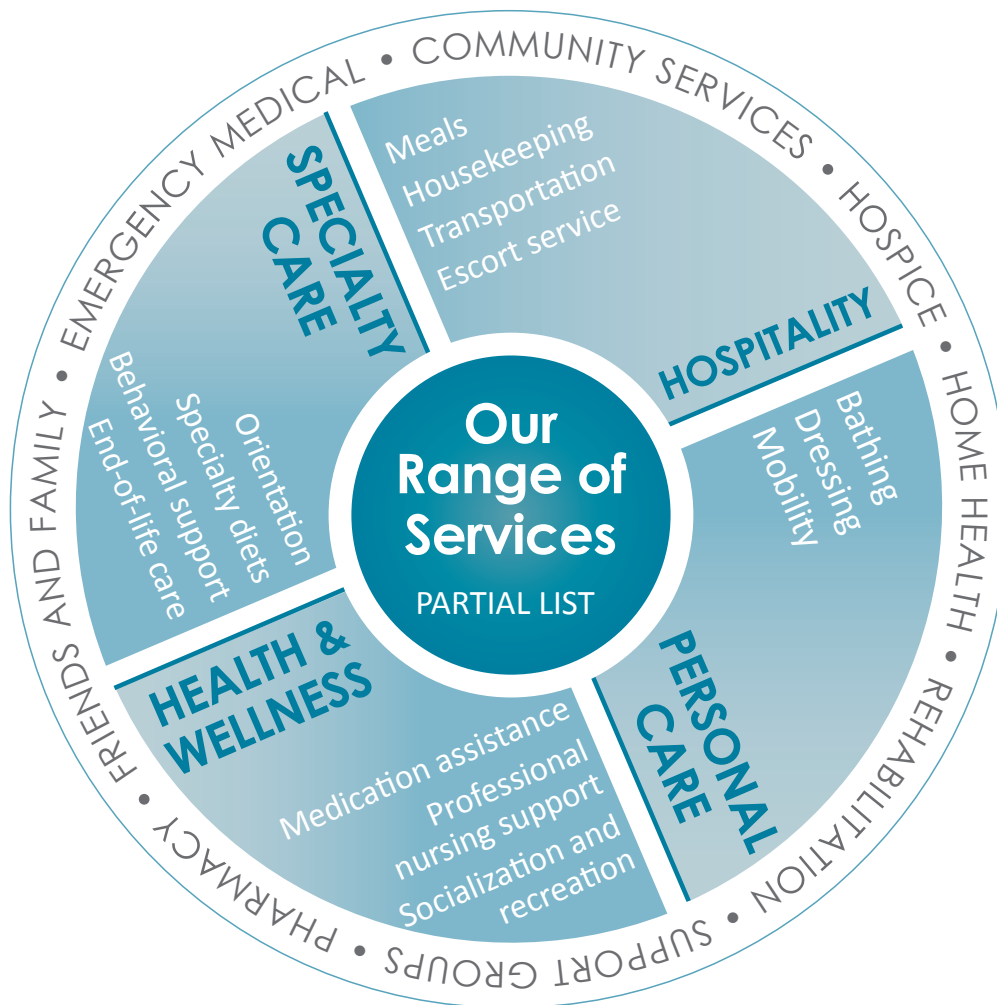 COMMUNITY SERVICES • HOSPICE • HOME HEALTH • REHABILITATION • SUPPORT GROUPS • PHARMACY • FRIENDS AND FAMILY • EMERGENCY MEDICAL •
Our
Range of
Services
PARTIAL LIST
HOSPITALITY
Meals
Housekeeping
Transportation
Escort service
PERSONAL
CARE
Bathing
Dressing
Mobility
HEALTH &
WELLNESS
Medication assistance
Professional
nursing support
Socialization and
recreation
SPECIALTY
CARE
Orientation
Specialty diets
Behavioral support
End-of-life care